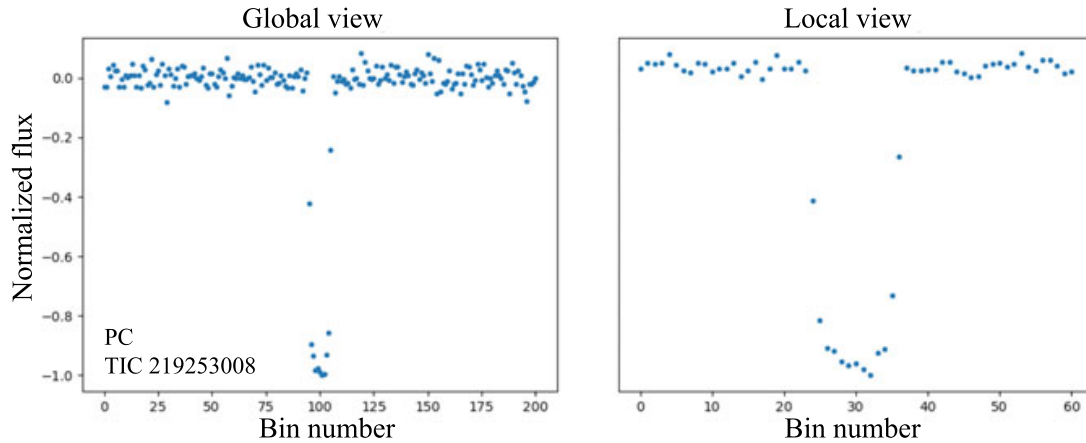 Global view
Normalized flux
0.0
−0.2
−0.4
−0.6
−0.8
−1.0
PC
TIC 219253008
0 25 50 75 100 125 150 175 200
Bin number
Local view
0 10 20 30 40 50 60
Bin number